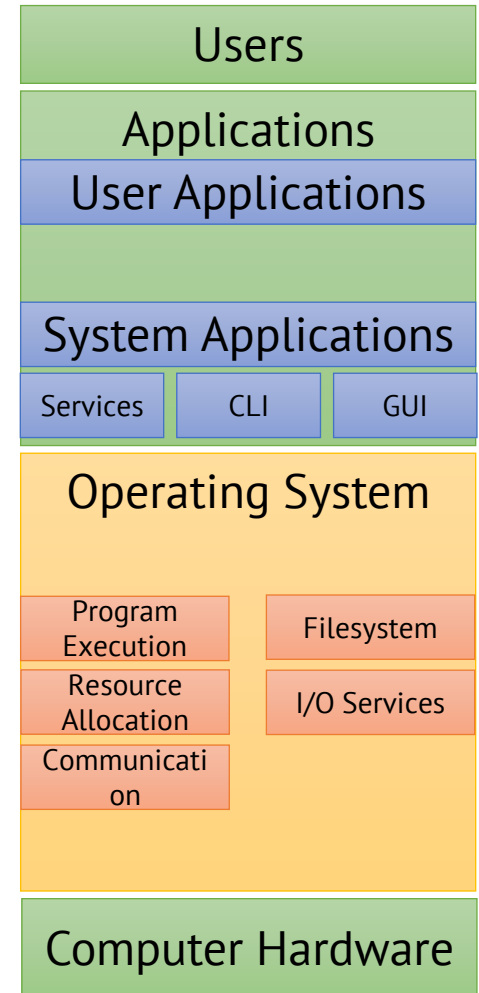 Users
Applications
User Applications
System Applications
Services
CLI
GUI
Operating System
Program
Execution
Filesystem
Resource
Allocation
I/O Services
Communicati
on
Computer Hardware